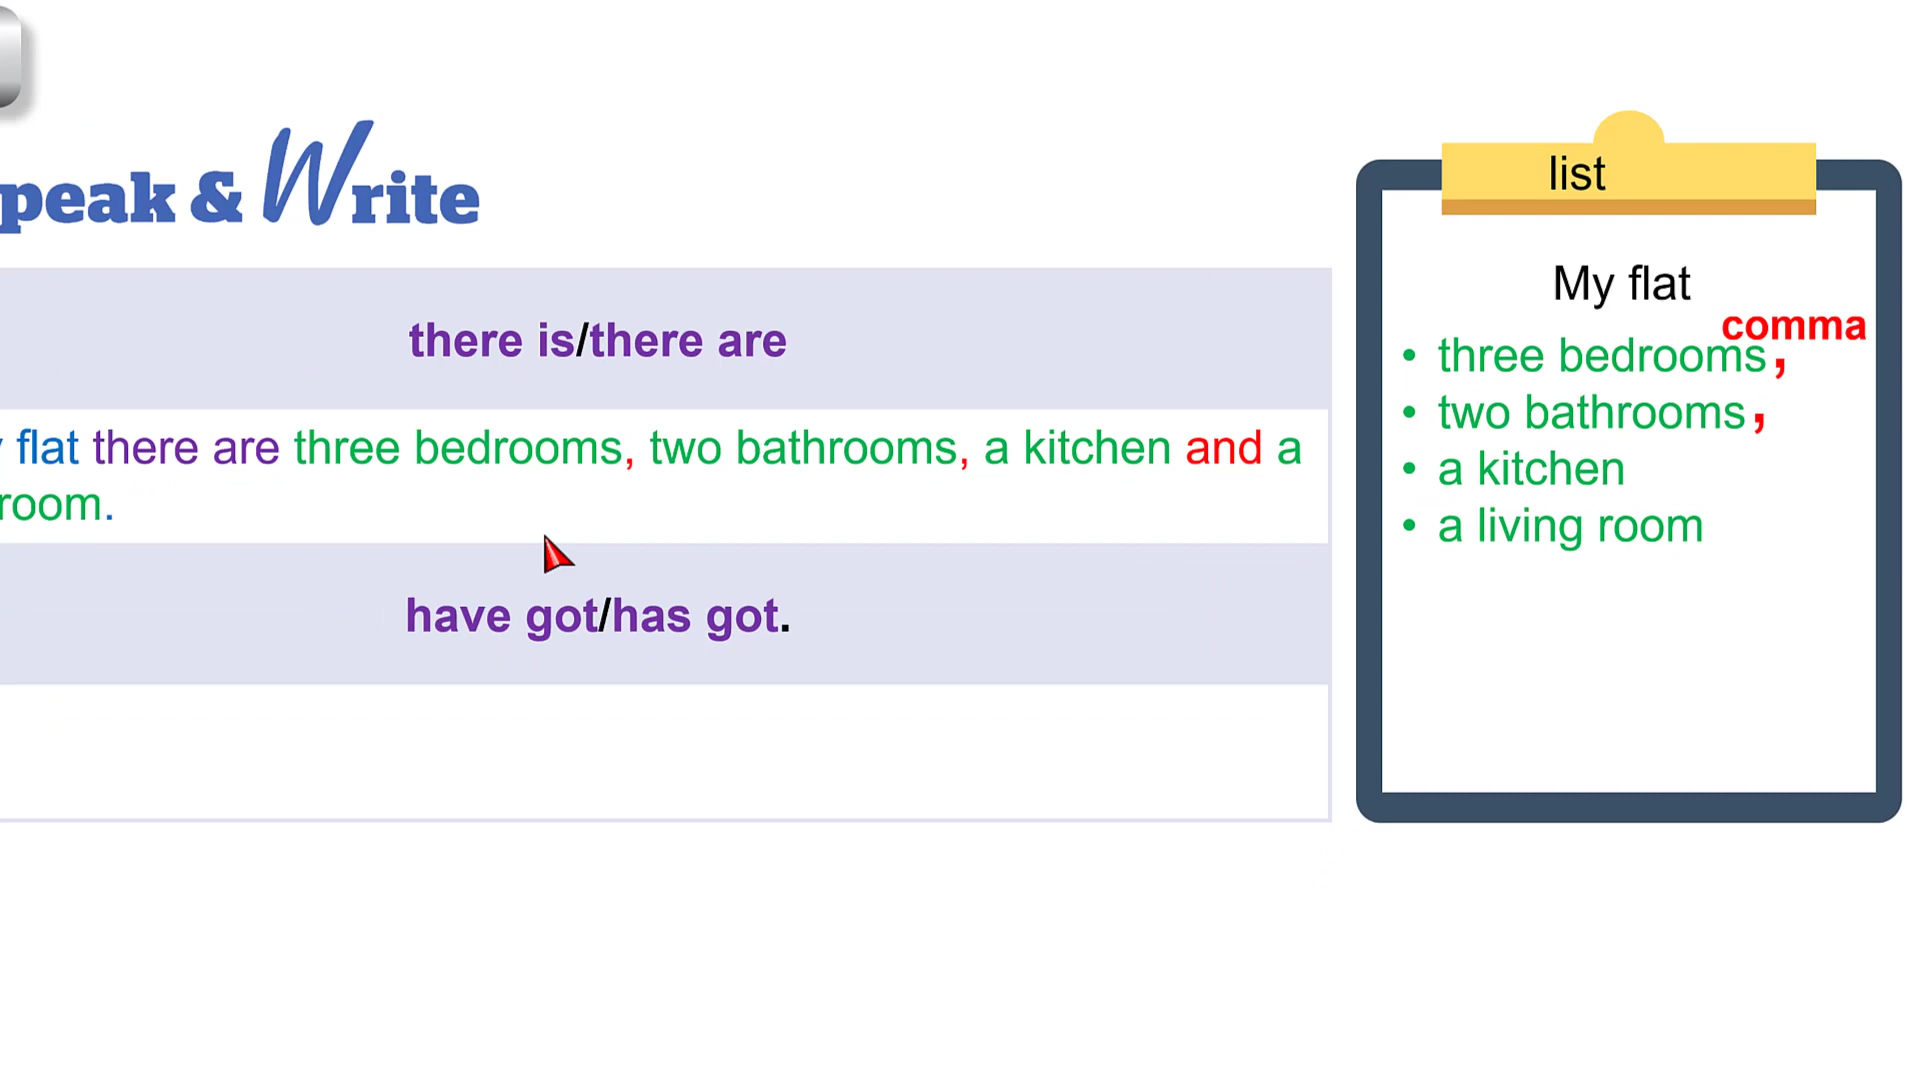 peak & Write
there is/there are
flat there are three bedrooms, two bathrooms, a kitchen and a
room.
have got/has got.
list
My flat
comma
• three bedrooms,
• two bathrooms,
• a kitchen
• a living room